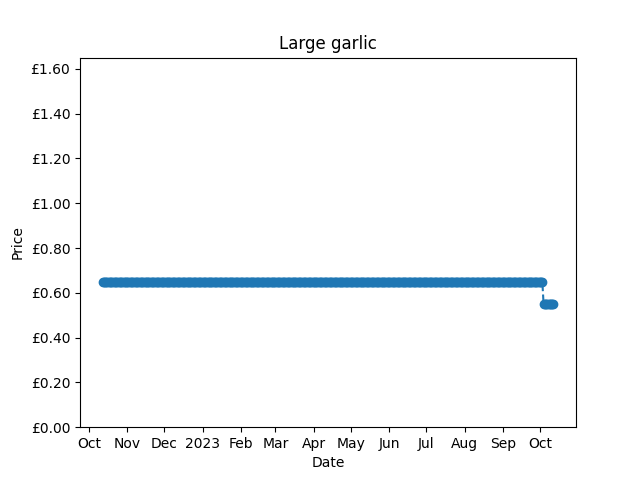 Large garlic
£1.60
£1.40
£1.20
£1.00
£0.80
£0.60
£0.40
£0.20
£0.00
Price
Oct Nov Dec 2023 Feb Mar Apr May Jun Jul Aug Sep Oct
Date